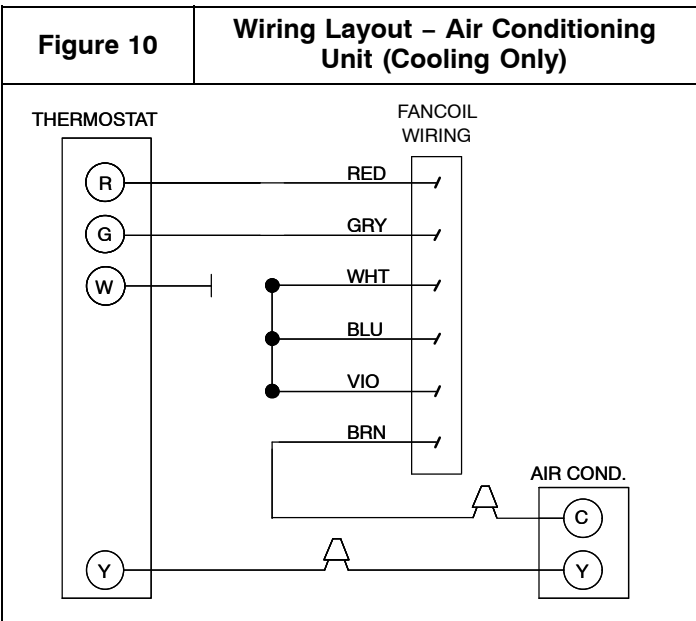 Figure 10
Wiring Layout – Air Conditioning
Unit (Cooling Only)
THERMOSTAT
FANCOIL
WIRING
R
RED
G
GRY
W
WHT
BLU
VIO
BRN
AIR COND.
C
Y
Y